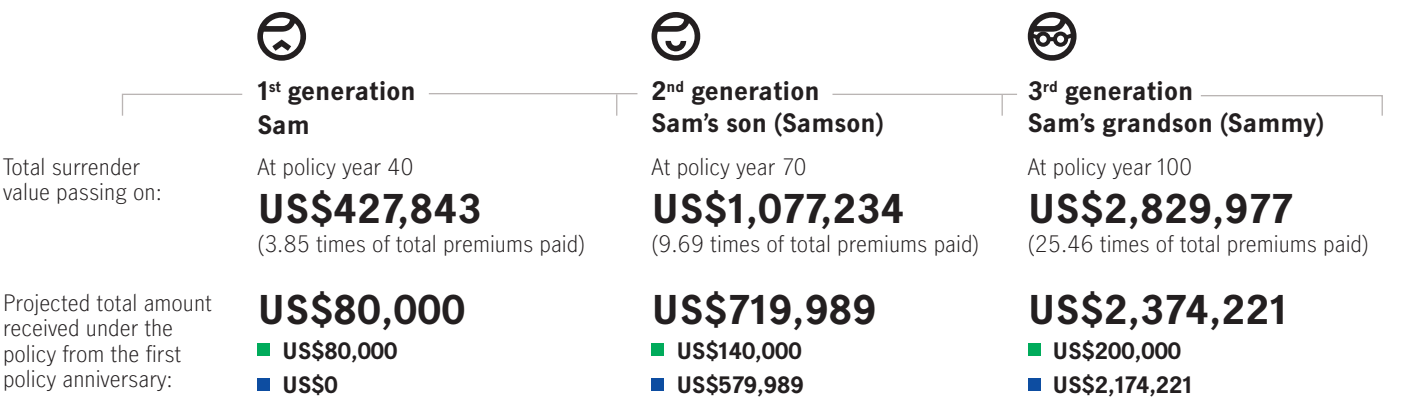 1st generation
Sam
2nd generation
Sam's son (Samson)
3rd generation
Sam's grandson (Sammy)
Total surrender
value passing on:
At policy year 40
US$427,843
(3.85 times of total premiums paid)
At policy year 70
US$1,077,234
(9.69 times of total premiums paid)
At policy year 100
US$2,829,977
(25.46 times of total premiums paid)
Projected total amount
received under the
policy from the first
policy anniversary:
US$80,000
US$80,000
US$0
US$719,989
US$140,000
US$579,989
US$2,374,221
US$200,000
US$2,174,221